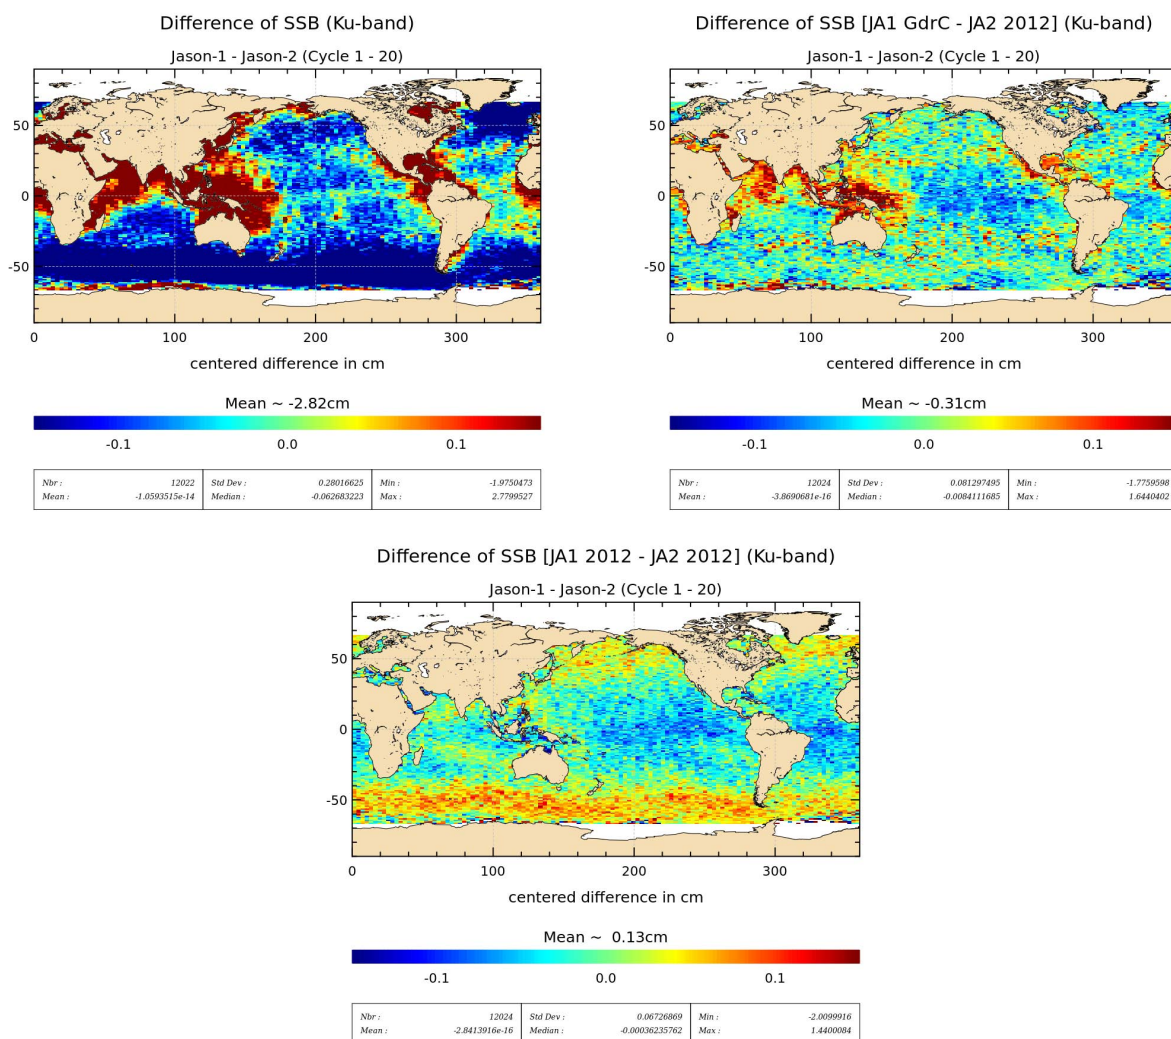 Difference of SSB (Ku-band)
Jason-1 - Jason-2 (Cycle 1 - 20)
50
0
-50
0 100 200 300
centered difference in cm
Mean ~ -2.82cm
-0.1 0.0 0.1
Nbr : 12022 Std Dev : 0.28016625 Min : -1.9750473
Mean : -1.0593515e-14 Median : -0.062683223 Max : 2.7799527
Difference of SSB [JA1 GdrC - JA2 2012] (Ku-band)
Jason-1 - Jason-2 (Cycle 1 - 20)
50
0
-50
0 100 200 300
centered difference in cm
Mean ~ -0.31cm
-0.1 0.0 0.1
Nbr : 12024 Std Dev : 0.081297495 Min : -1.7759598
Mean : -3.8690681e-16 Median : -0.0084111685 Max : 1.6440402
Difference of SSB [JA1 2012 - JA2 2012] (Ku-band)
Jason-1 - Jason-2 (Cycle 1 - 20)
50
0
-50
0 100 200 300
centered difference in cm
Mean ~ 0.13cm
-0.1 0.0 0.1
Nbr : 12024 Std Dev : 0.06726869 Min : -2.0099916
Mean : -2.8413916e-16 Median : -0.00036235762 Max : 1.4400084